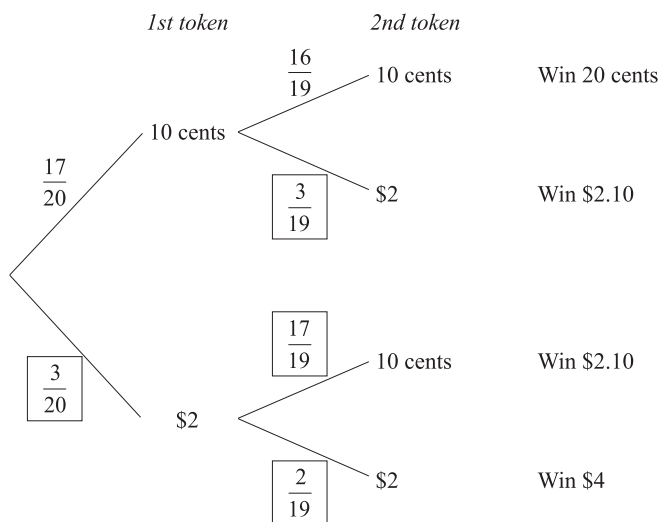 1st token 2nd token
16
19
10 cents Win 20 cents
10 cents
17
20
3
19
$2 Win $2.10
17
19
10 cents Win $2.10
3
20
$2
2
19
$2 Win $4